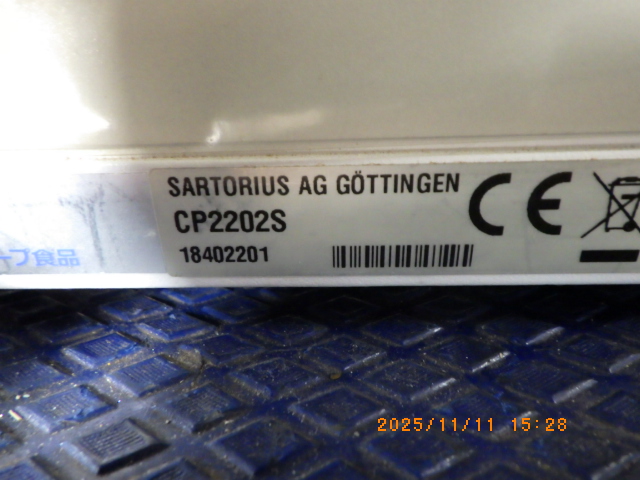 SARTORIUS AG GÖTTINGEN
CP2202S
18402201
CE
ープ食品
2025/11/11 15:28